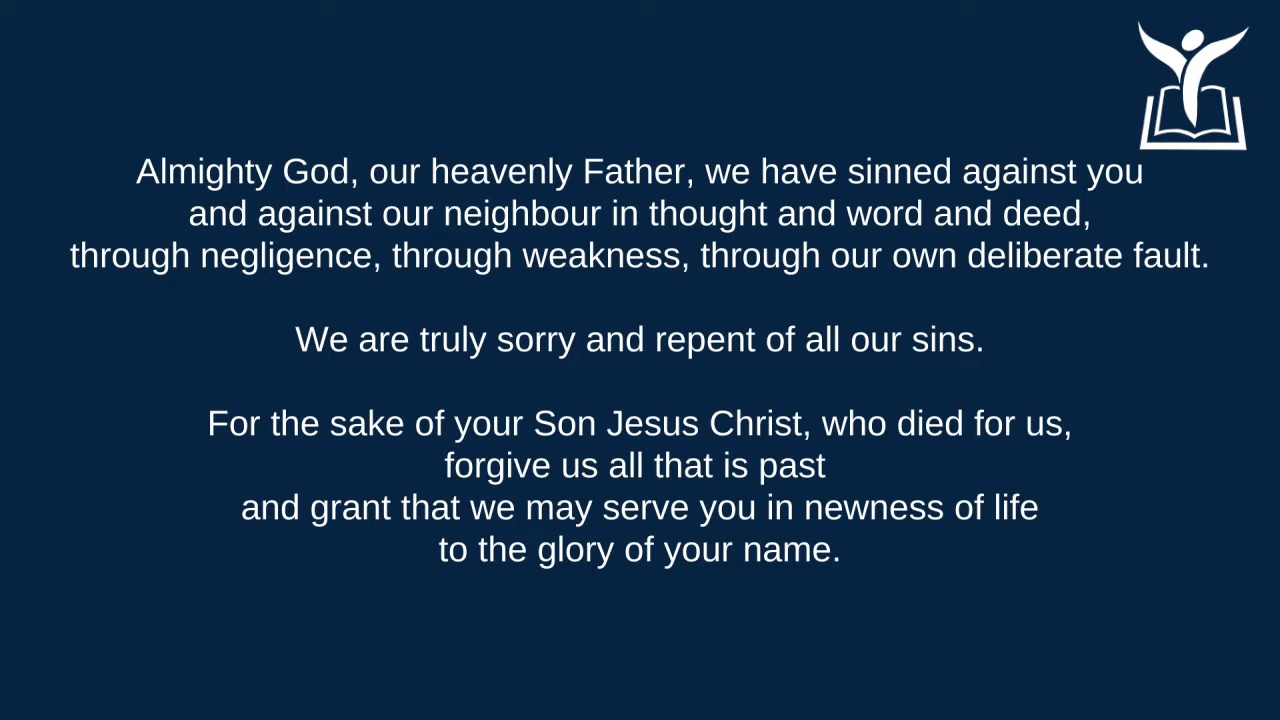 Almighty God, our heavenly Father, we have sinned against you
and against our neighbour in thought and word and deed,
through negligence, through weakness, through our own deliberate fault.
We are truly sorry and repent of all our sins.
For the sake of your Son Jesus Christ, who died for us,
forgive us all that is past
and grant that we may serve you in newness of life
to the glory of your name.